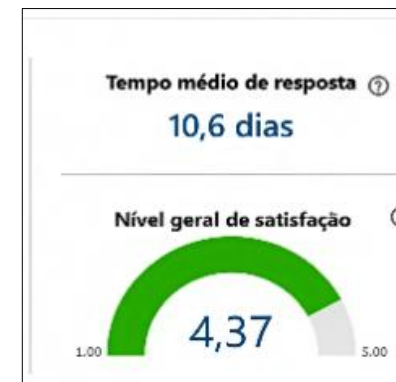 Tempo médio de resposta ?
10,6 dias
Nível geral de satisfação
4,37
1.00
5.00